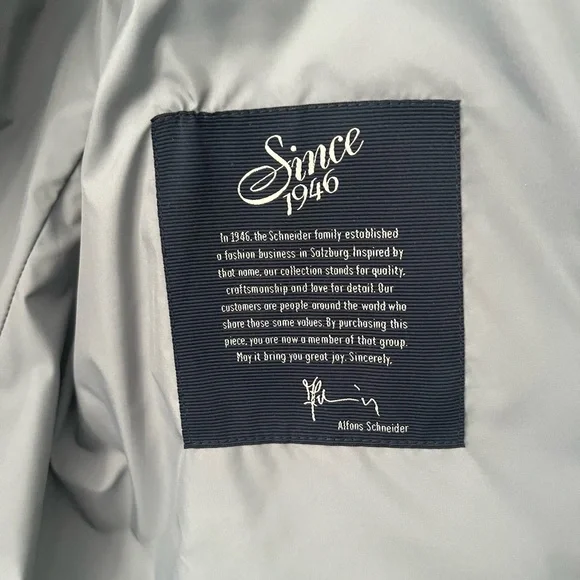 Since
1946
In 1946, the Schneider family established
a fashion business in Salzburg. Inspired by
that name, our collection stands for quality,
craftsmanship and love for detail. Our
customers are people around the world who
share those same values. By purchasing this
piece, you are now a member of that group.
May it bring you great joy. Sincerely,
Alfons Schneider